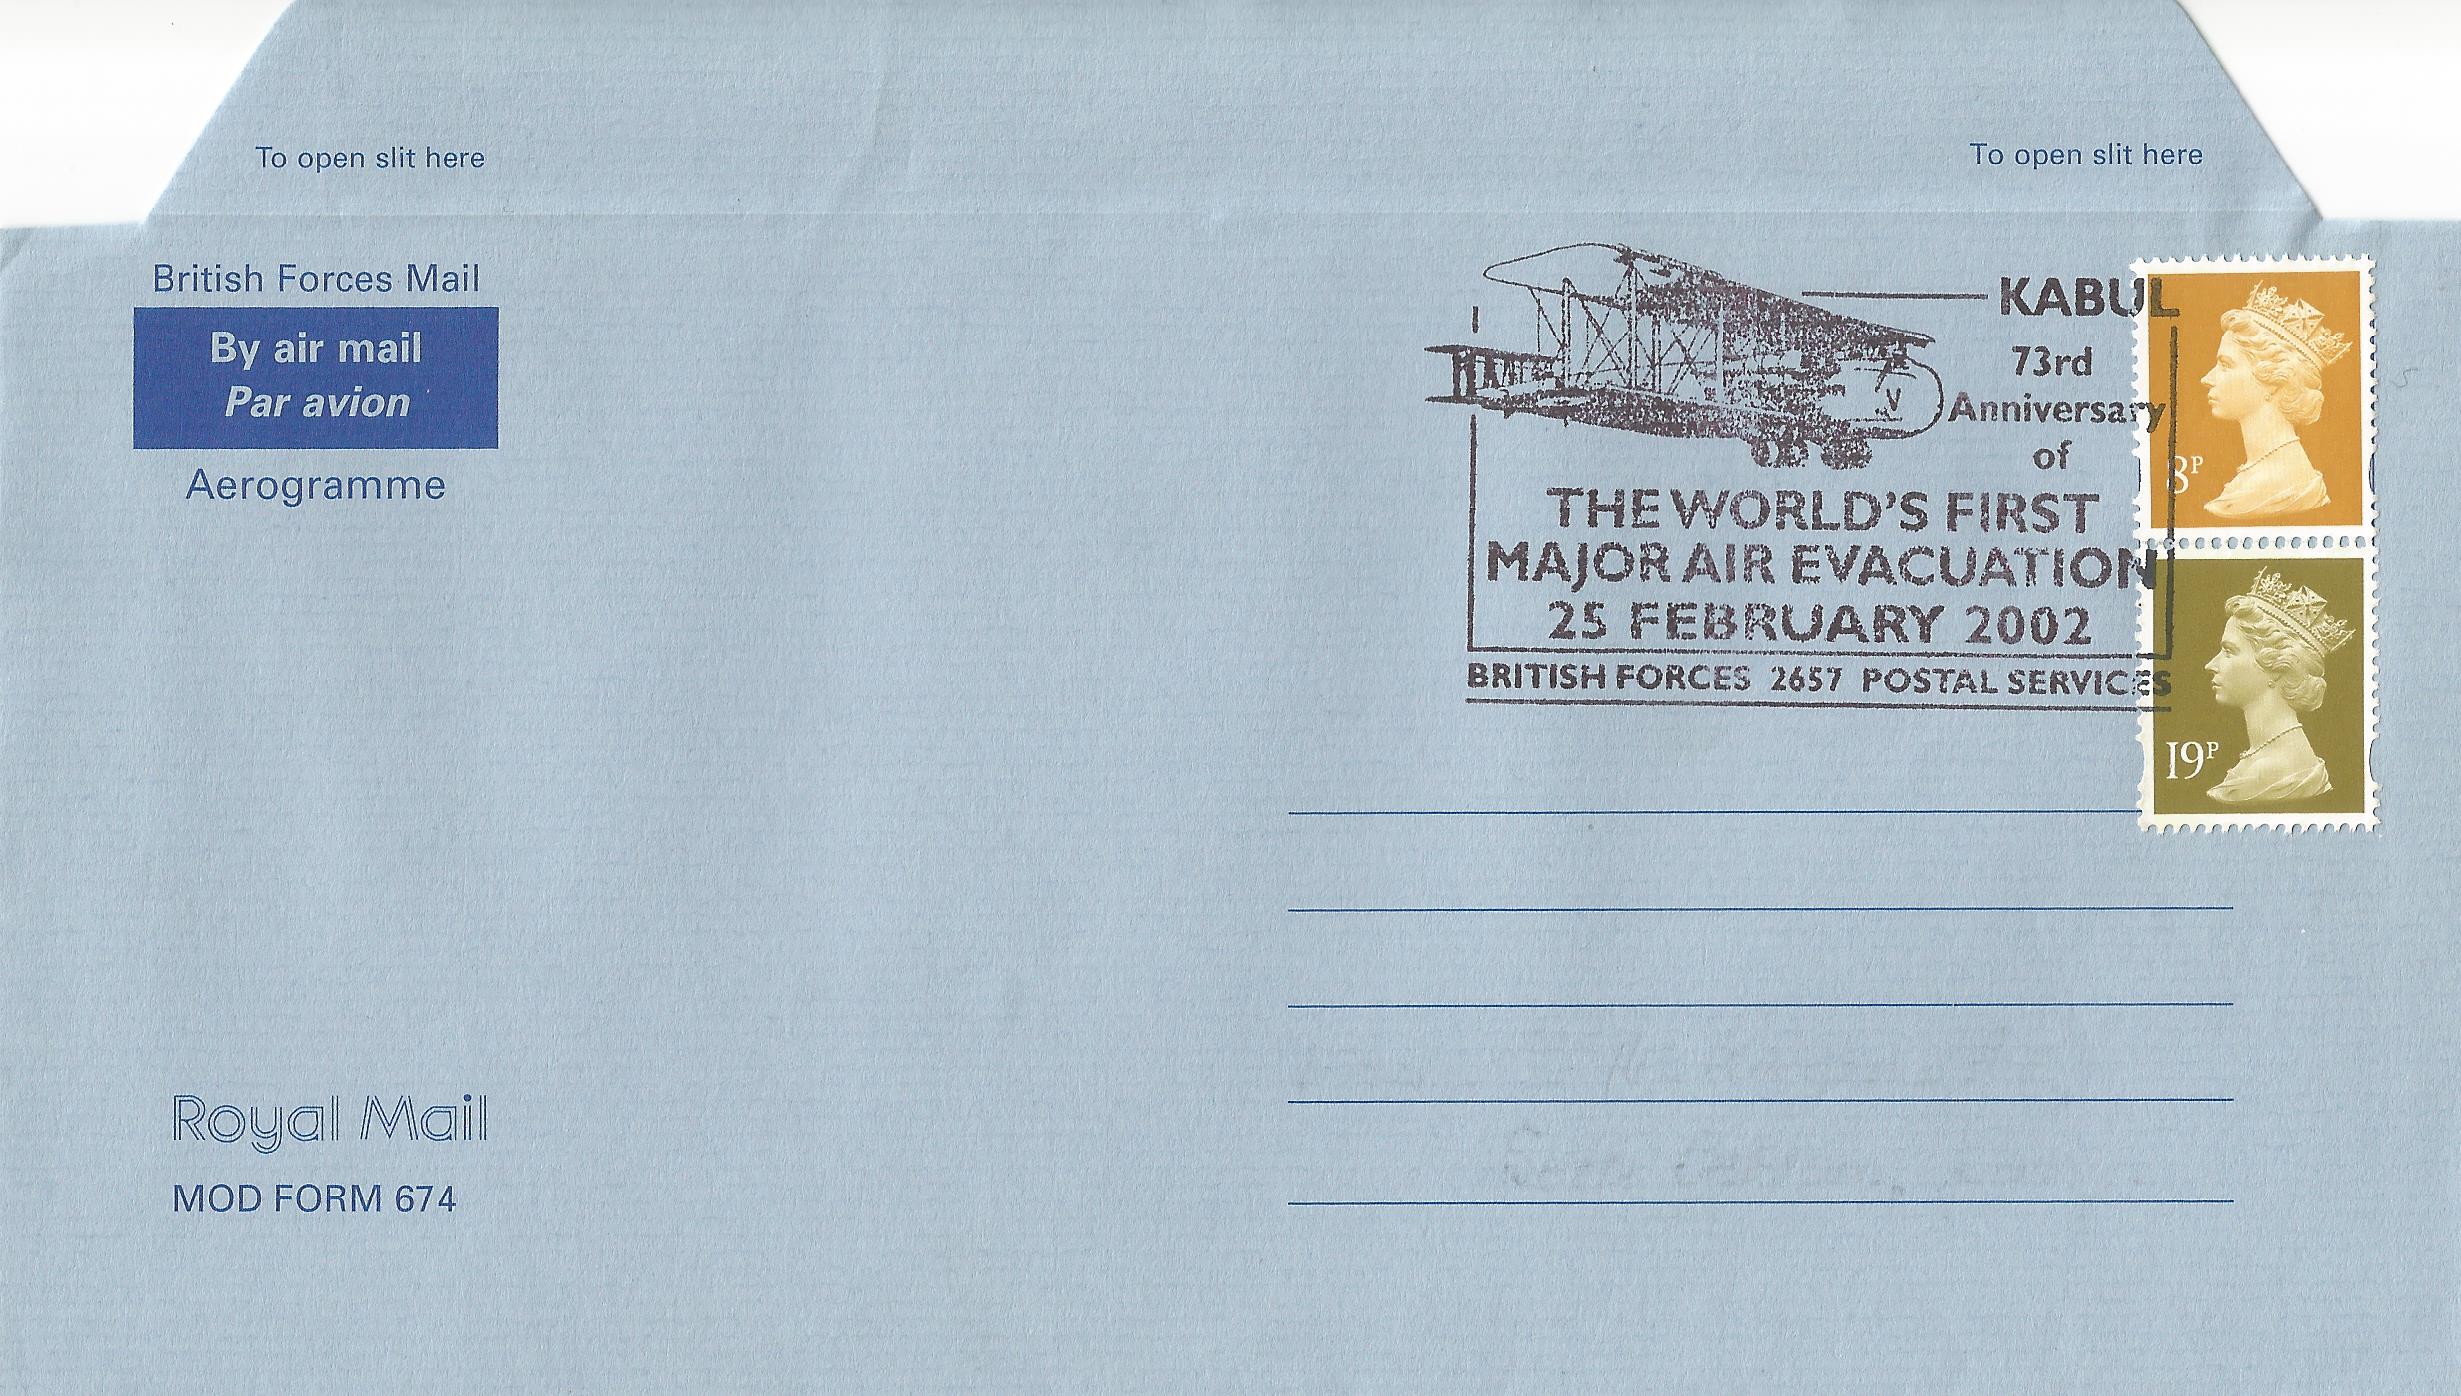 To open slit here
To open slit here
British Forces Mail
By air mail
Par avion
Aerogramme
KABUL
73rd
Anniversary
of
THE WORLD'S FIRST
MAJOR AIR EVACUATION
25 FEBRUARY 2002
BRITISH FORCES 2657 POSTAL SERVICES
8P
19P
Royal Mail
MOD FORM 674